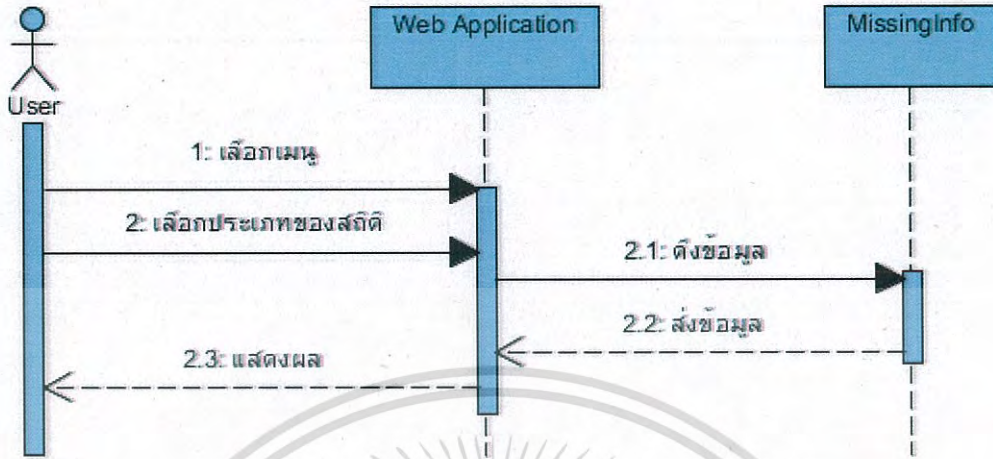 Web Application
MissingInfo
User
1: เลือกเมนู
2: เลือกประเภทของสถิติ
2.1: ดึงข้อมูล
2.2: ส่งข้อมูล
2.3: แสดงผล